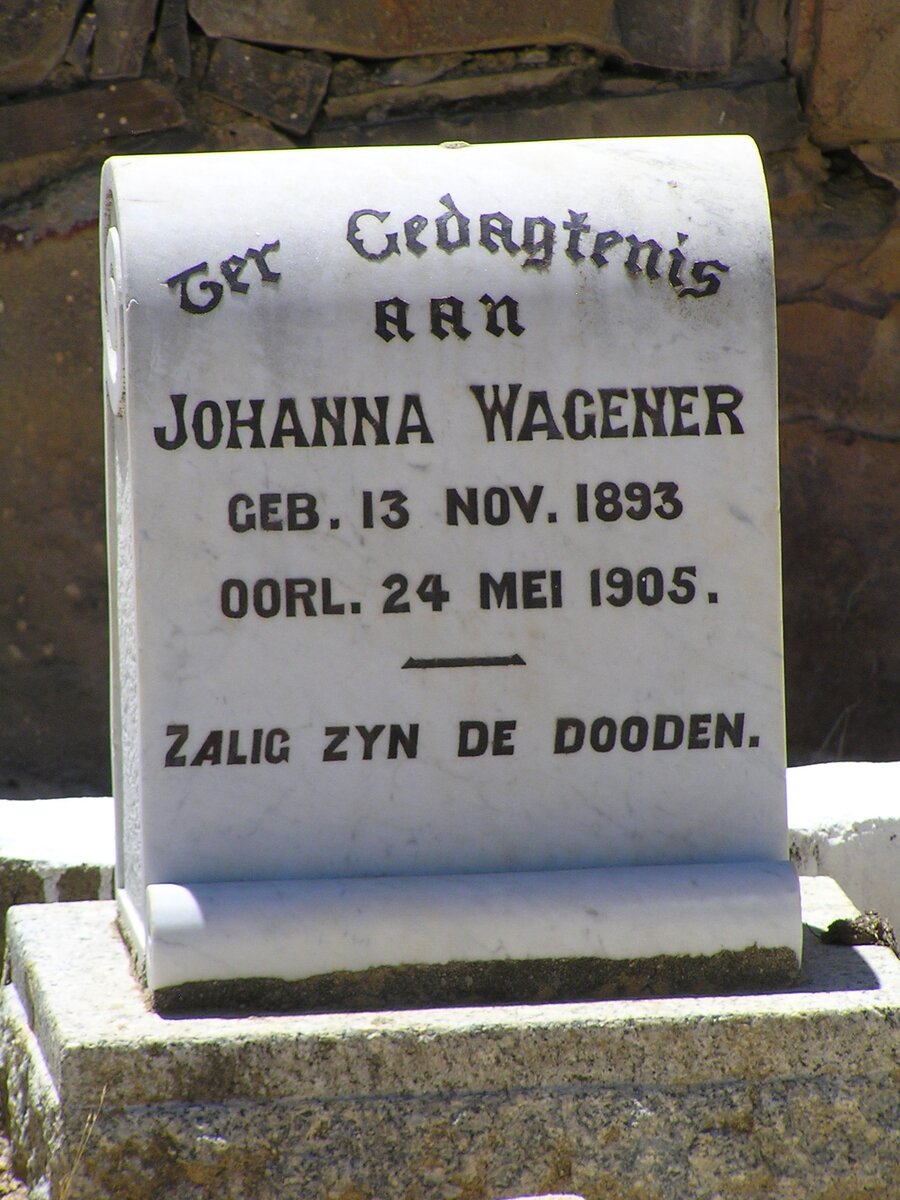 Ter Gedagtenis
aan
JOHANNA WAGENER
GEB. 13 NOV. 1893
OORL. 24 MEI 1905.
ZALIG ZYN DE DOODEN.